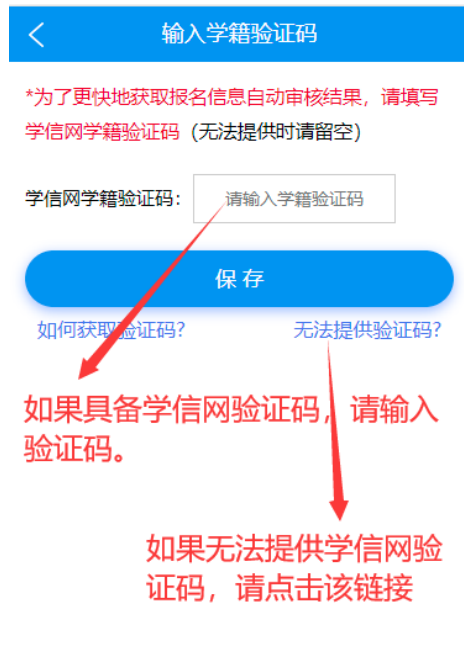 输入学籍验证码
*为了更快地获取报名信息自动审核结果，请填写
学信网学籍验证码（无法提供时请留空）
学信网学籍验证码： 请输入学籍验证码
保 存
如何获取验证码? 无法提供验证码?
如果具备学信网验证码，请输入
验证码。
如果无法提供学信网验
证码，请点击该链接